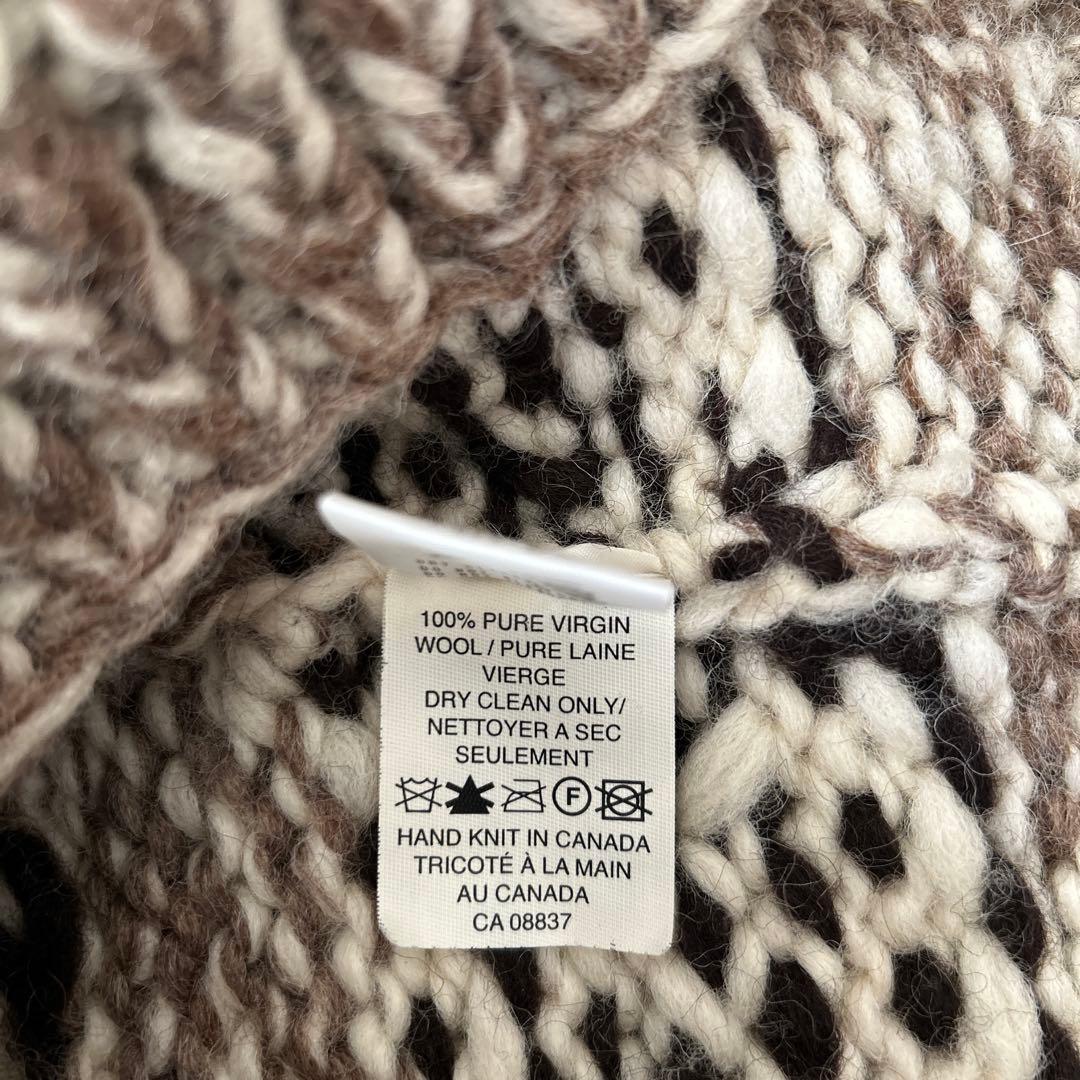 100% PURE VIRGIN
WOOL / PURE LAINE
VIERGE
DRY CLEAN ONLY/
NETTOYER A SEC
SEULEMENT
F
HAND KNIT IN CANADA
TRICOTÉ À LA MAIN
AU CANADA
CA 08837